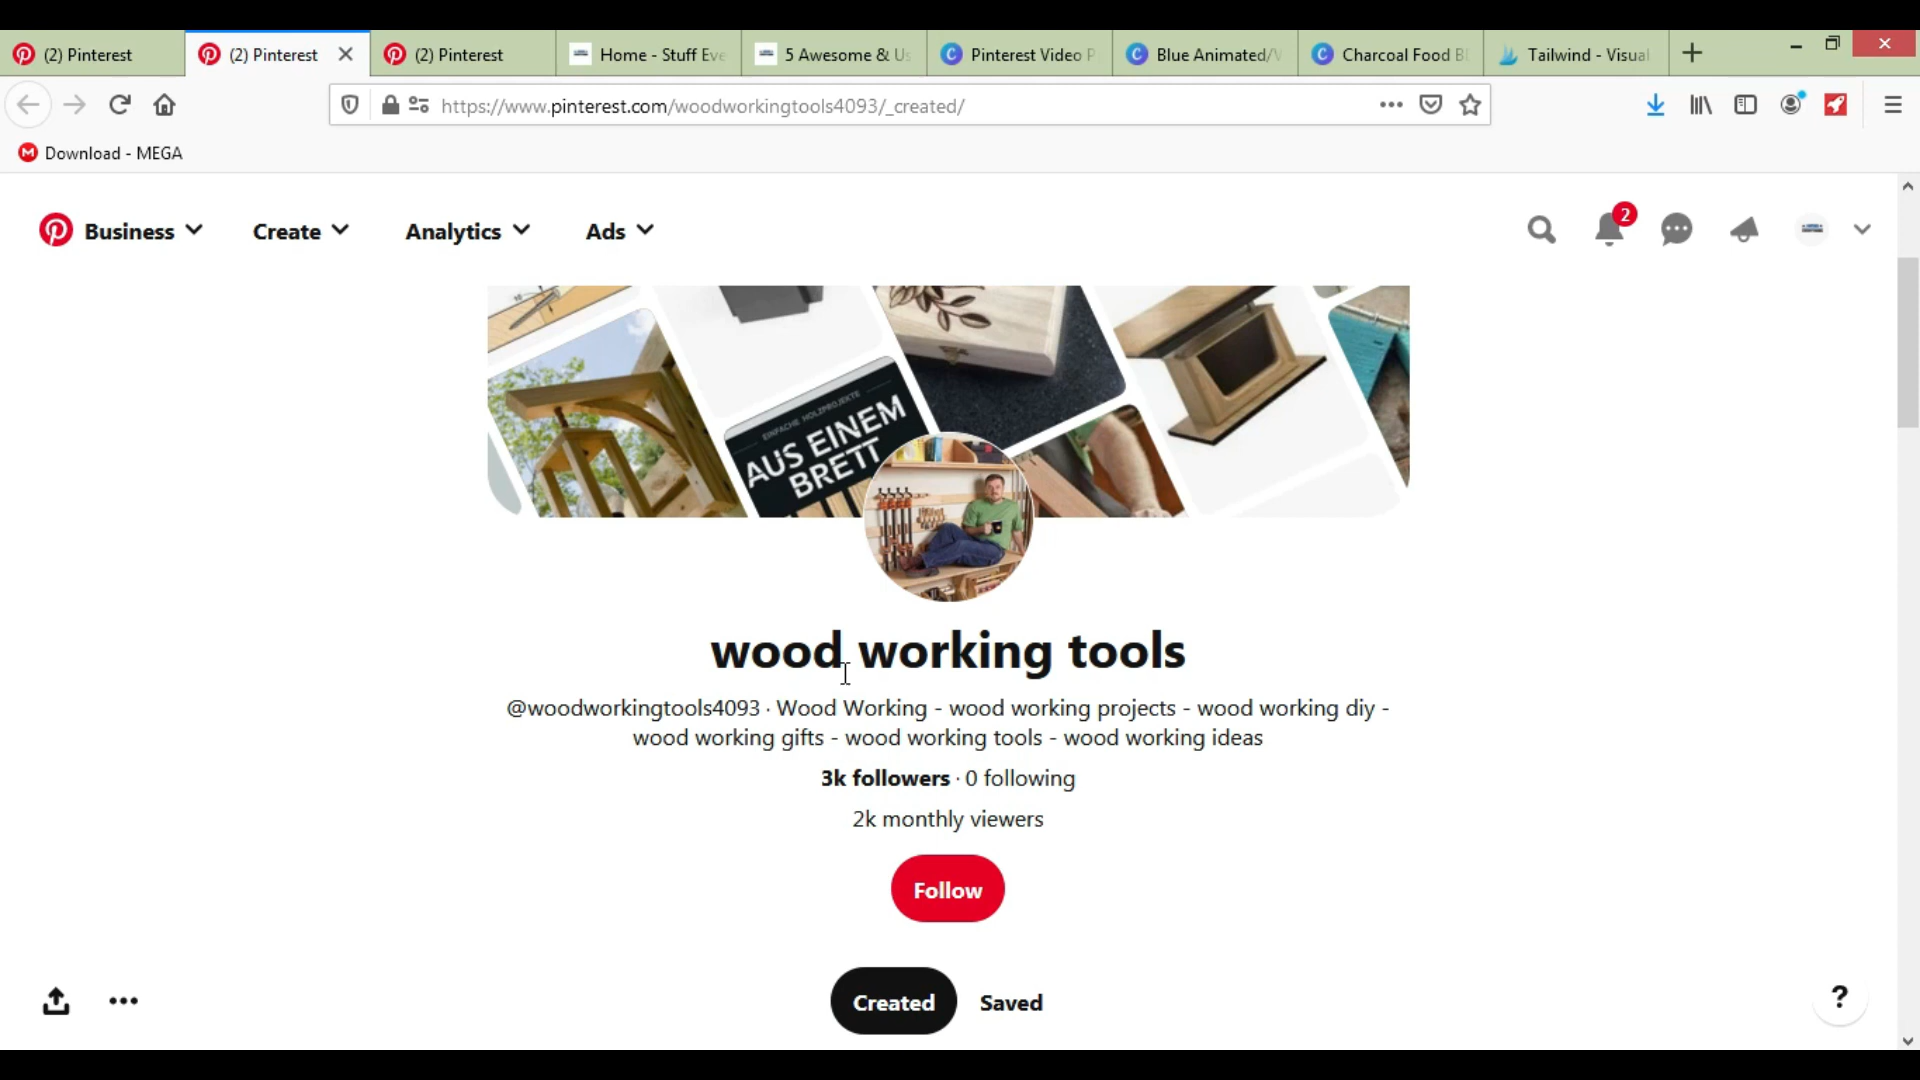 (2) Pinterest
(2) Pinterest
(2) Pinterest
Home - Stuff Eve
5 Awesome & Us
Pinterest Video P
Blue Animated/V
Charcoal Food Bl
Tailwind - Visual
https://www.pinterest.com/woodworkingtools4093/_created/
Download - MEGA
Business
Create
Analytics
Ads
2
EINFACHE HOLZPROJEKTE
AUS EINEM
BRETT
wood working tools
@woodworkingtools4093 · Wood Working - wood working projects - wood working diy -
wood working gifts - wood working tools - wood working ideas
3k followers · 0 following
2k monthly viewers
Follow
Created
Saved
?